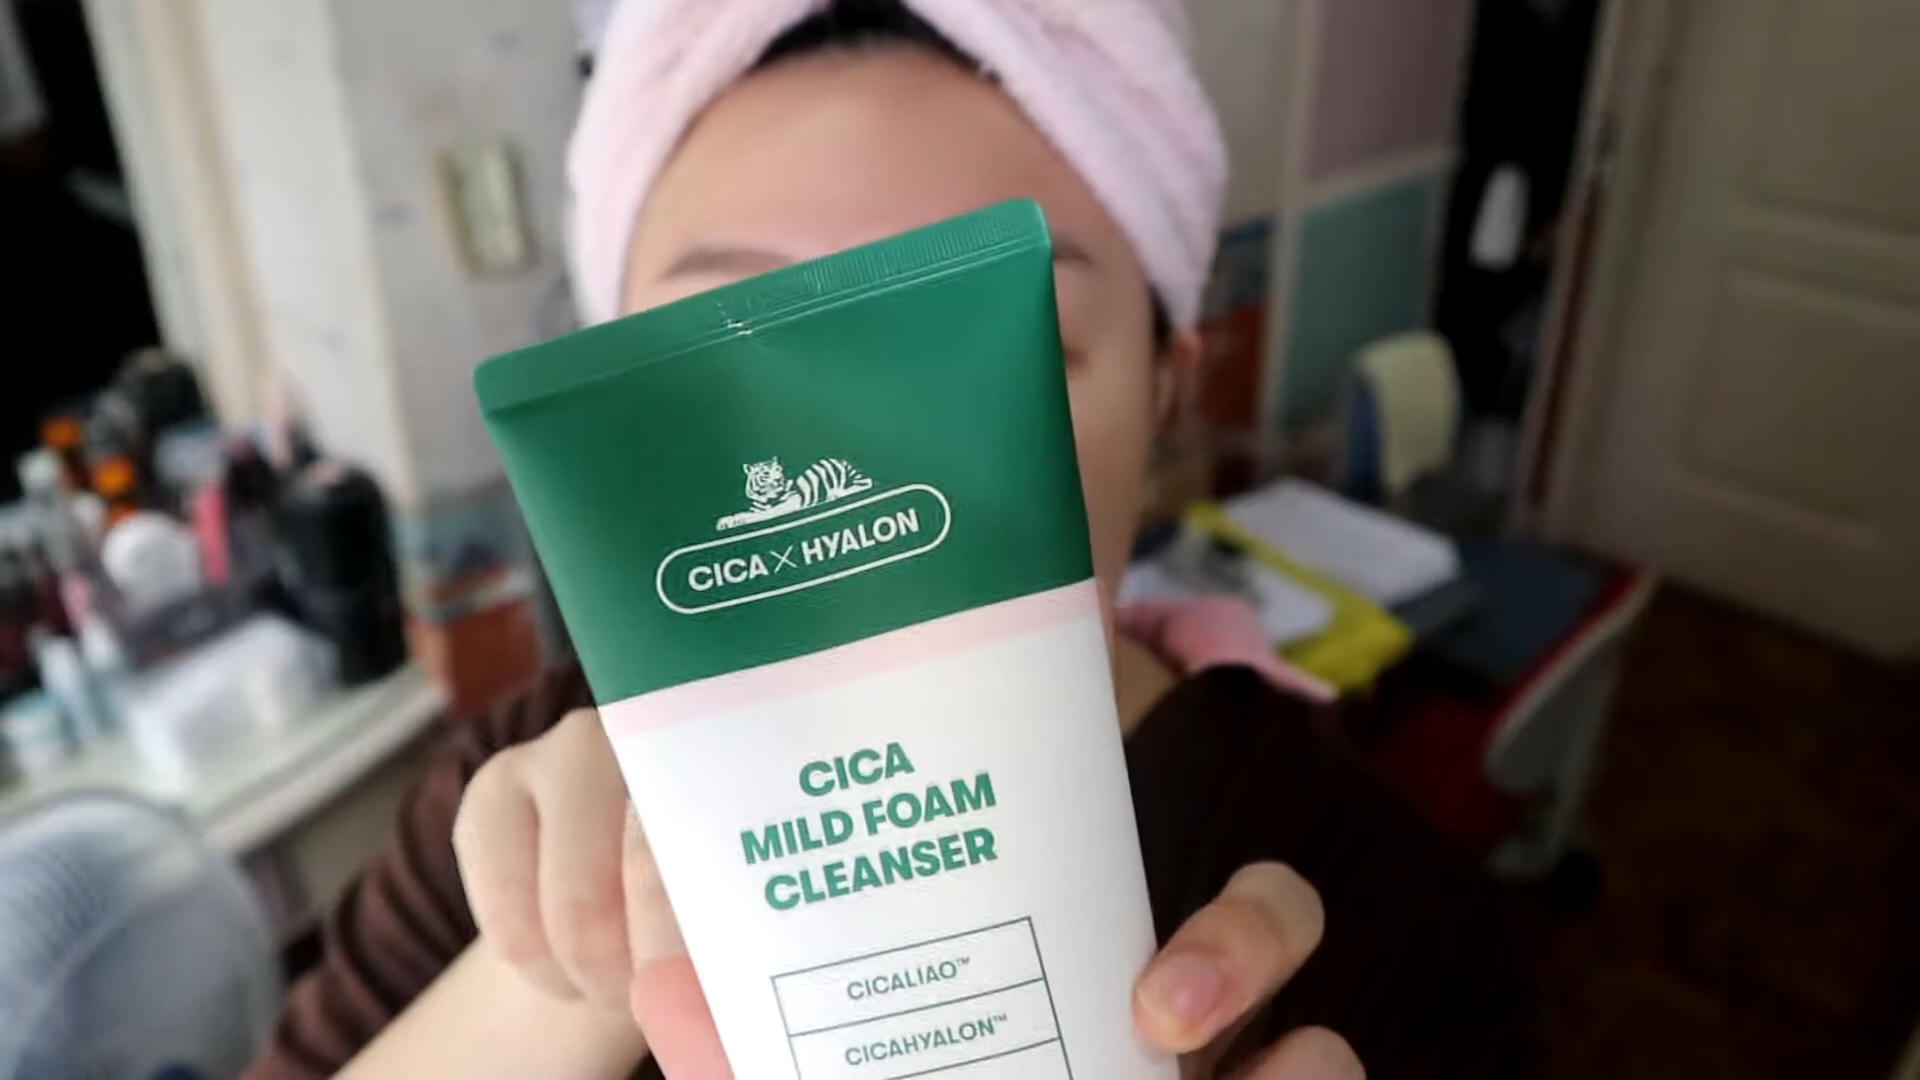 CICA X HYALON
CICA
MILD FOAM
CLEANSER
CICALIAO™
CICAHYALON™